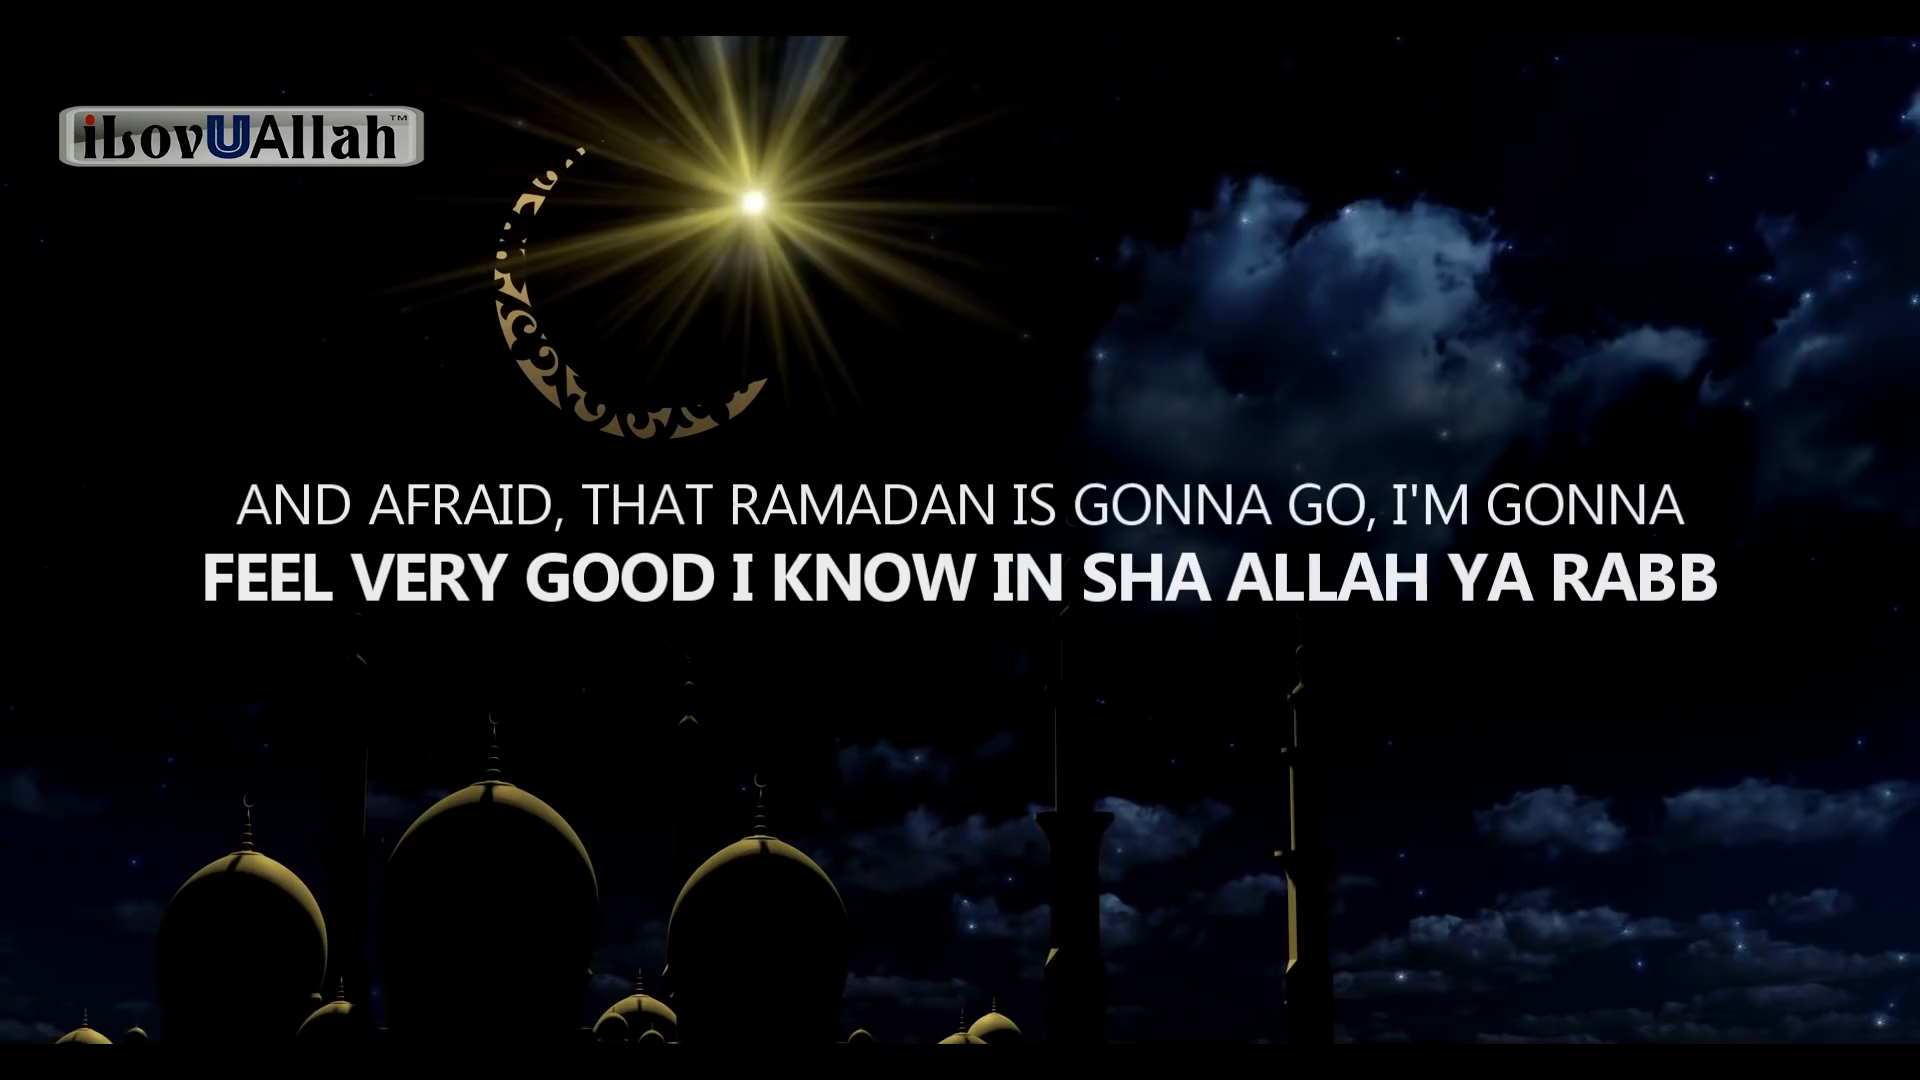 iLovUAllah™
AND AFRAID, THAT RAMADAN IS GONNA GO, I'M GONNA
FEEL VERY GOOD I KNOW IN SHA ALLAH YA RABB